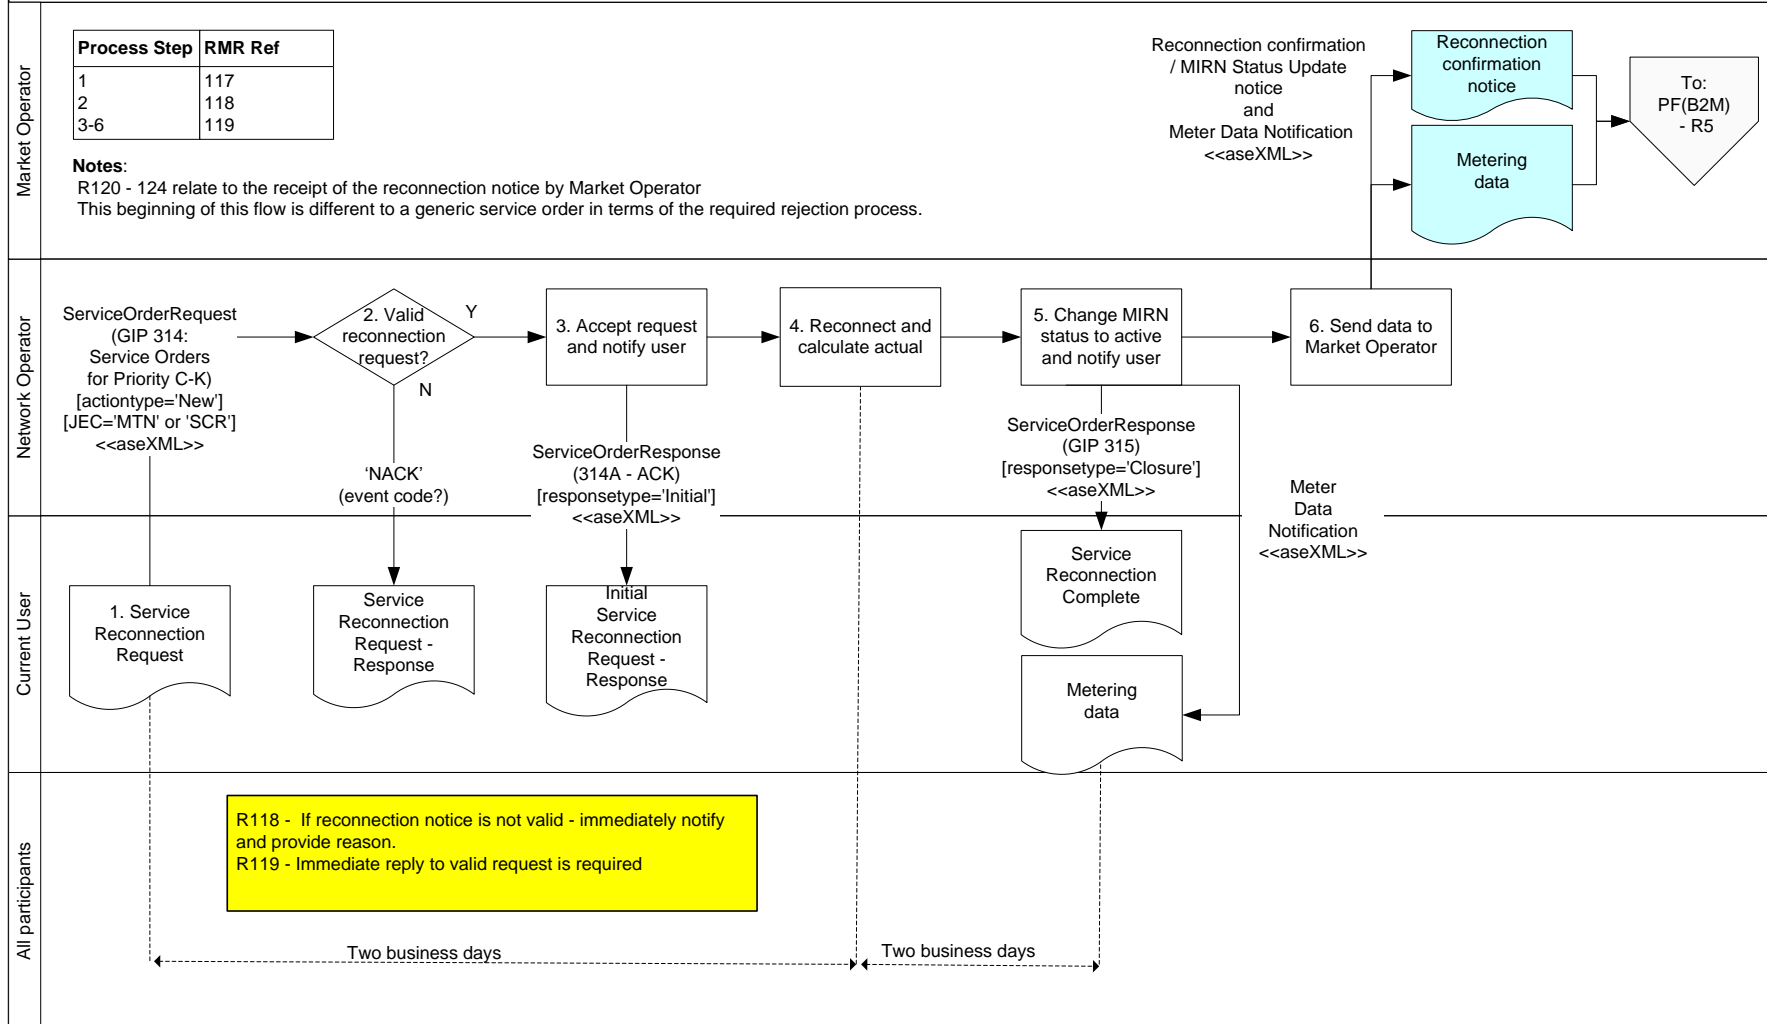 Market Operator
Process Step RMR Ref
1 117
2 118
3-6 119
Notes:
R120 - 124 relate to the receipt of the reconnection notice by Market Operator
This beginning of this flow is different to a generic service order in terms of the required rejection process.
Reconnection confirmation
/ MIRN Status Update
notice
and
Meter Data Notification
<<aseXML>>
Reconnection
confirmation
notice
Metering
data
To:
PF(B2M)
- R5
Network Operator
ServiceOrderRequest
(GIP 314:
Service Orders
for Priority C-K)
[actiontype='New']
[JEC='MTN' or 'SCR']
<<aseXML>>
2. Valid
reconnection
request?
Y
N
‘NACK’
(event code?)
3. Accept request
and notify user
ServiceOrderResponse
(314A - ACK)
[responsetype='Initial']
<<aseXML>>
4. Reconnect and
calculate actual
5. Change MIRN
status to active
and notify user
ServiceOrderResponse
(GIP 315)
[responsetype='Closure']
<<aseXML>>
6. Send data to
Market Operator
Meter
Data
Notification
<<aseXML>>
Current User
1. Service
Reconnection
Request
Service
Reconnection
Request -
Response
Initial
Service
Reconnection
Request -
Response
Service
Reconnection
Complete
Metering
data
All participants
R118 -  If reconnection notice is not valid - immediately notify
and provide reason.
R119 - Immediate reply to valid request is required
Two business days
Two business days